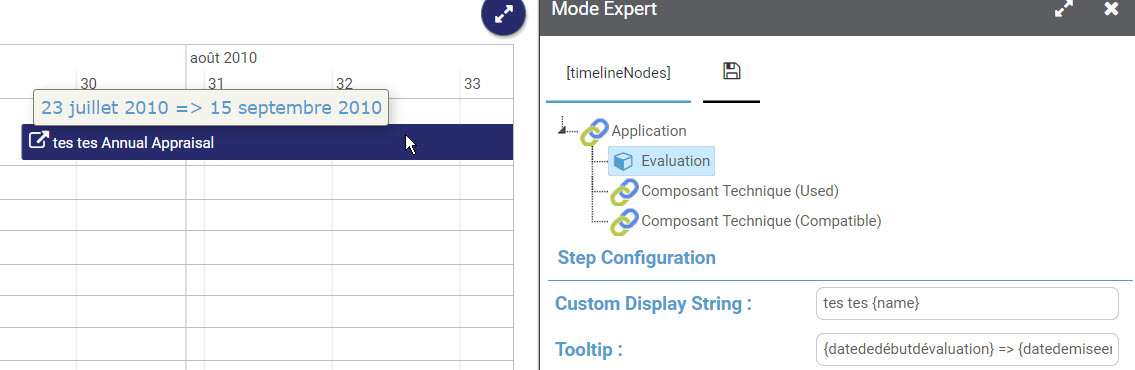 août 2010
30 31 32 33
23 juillet 2010 => 15 septembre 2010
tes tes Annual Appraisal
Mode Expert
[timelineNodes]
Application
Evaluation
Composant Technique (Used)
Composant Technique (Compatible)
Step Configuration
Custom Display String : tes tes {name}
Tooltip : {datededébutdévaluation} => {datedemiseer